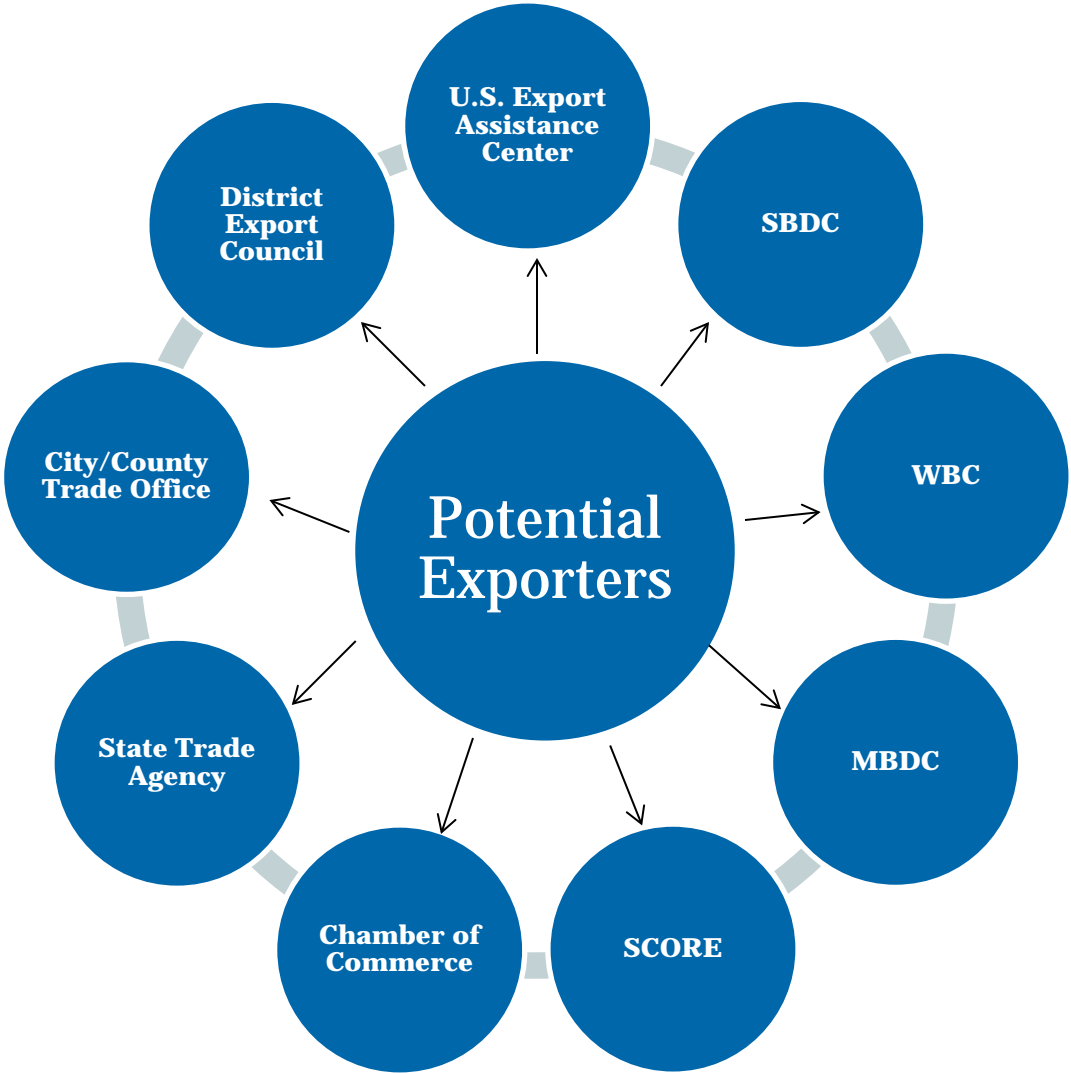 U.S. Export
Assistance
Center
SBDC
WBC
MBDC
SCORE
Chamber of
Commerce
State Trade
Agency
City/County
Trade Office
District
Export
Council
Potential
Exporters